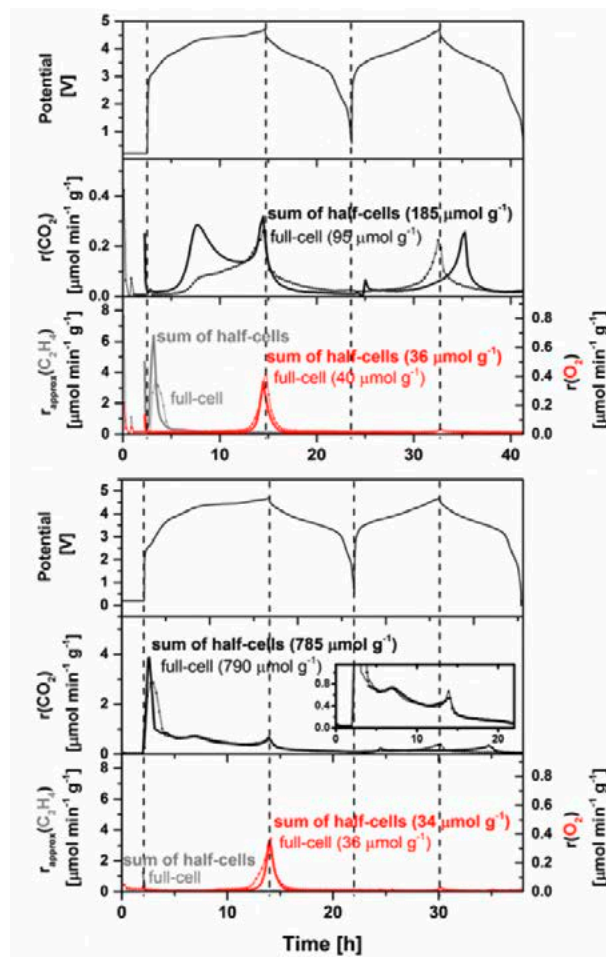 Potential
[V]
5
4
3
2
1
r(CO₂)
[μmol min⁻¹ g⁻¹]
0.4
0.2
0.0
sum of half-cells (185 μmol g⁻¹)
full-cell (95 μmol g⁻¹)
r_approx(C₂H₄)
[μmol min⁻¹ g⁻¹]
8
6
4
2
0
sum of half-cells
full-cell
sum of half-cells (36 μmol g⁻¹)
full-cell (40 μmol g⁻¹)
0.8
0.6
0.4
0.2
0.0
r(O₂)
[μmol min⁻¹ g⁻¹]
0 10 20 30 40
Potential
[V]
5
4
3
2
1
0
r(CO₂)
[μmol min⁻¹ g⁻¹]
4
2
0
sum of half-cells (785 μmol g⁻¹)
full-cell (790 μmol g⁻¹)
1.2
0.8
0.4
0.0
0 10 20
r_approx(C₂H₄)
[μmol min⁻¹ g⁻¹]
8
6
4
2
0
sum of half-cells
full-cell
sum of half-cells (34 μmol g⁻¹)
full-cell (36 μmol g⁻¹)
0.8
0.6
0.4
0.2
0.0
r(O₂)
[μmol min⁻¹ g⁻¹]
0 10 20 30
Time [h]